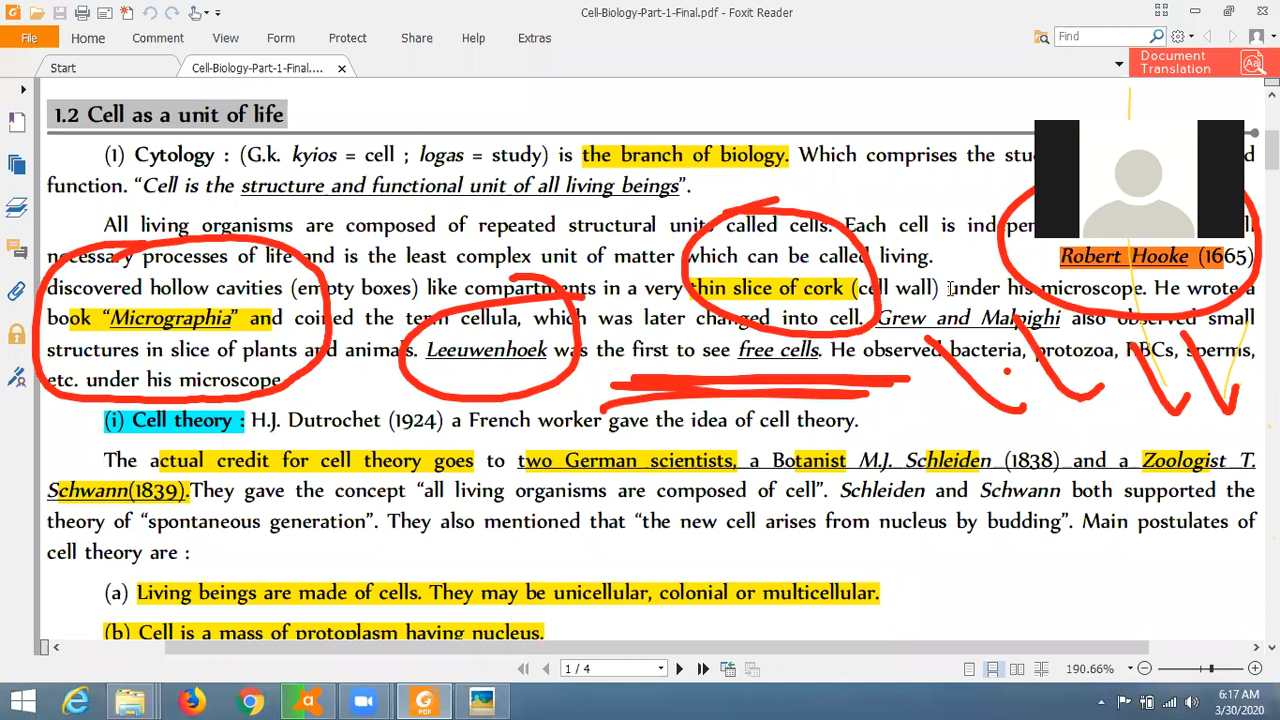 Cell-Biology-Part-1-Final.pdf - Foxit Reader
File Home Comment View Form Protect Share Help Extras Find
Start Cell-Biology-Part-1-Final.... Document Translation
1.2 Cell as a unit of life
(1) Cytology : (G.k. kyios = cell ; logas = study) is the branch of biology. Which comprises the
function. “Cell is the structure and functional unit of all living beings”.
All living organisms are composed of repeated structural units called cells. Each cell is
necessary processes of life and is the least complex unit of matter which can be called living. Robert Hooke (1665)
discovered hollow cavities (empty boxes) like compartments in a very thin slice of cork (cell wall) under his microscope. He wrote a
book “Micrographia” and coined the term cellula, which was later changed into cell. Grew and Malpighi also observed small
structures in slice of plants and animals. Leeuwenhoek was the first to see free cells. He observed bacteria, protozoa, RBCs, sperms,
etc. under his microscope
(i) Cell theory : H.J. Dutrochet (1924) a French worker gave the idea of cell theory.
The actual credit for cell theory goes to two German scientists, a Botanist M.J. Schleiden (1838) and a Zoologist T.
Schwann(1839).They gave the concept “all living organisms are composed of cell”. Schleiden and Schwann both supported the
theory of “spontaneous generation”. They also mentioned that “the new cell arises from nucleus by budding”. Main postulates of
cell theory are :
(a) Living beings are made of cells. They may be unicellular, colonial or multicellular.
(b) Cell is a mass of protoplasm having nucleus.
1 / 4 190.66%
6:17 AM
3/30/2020